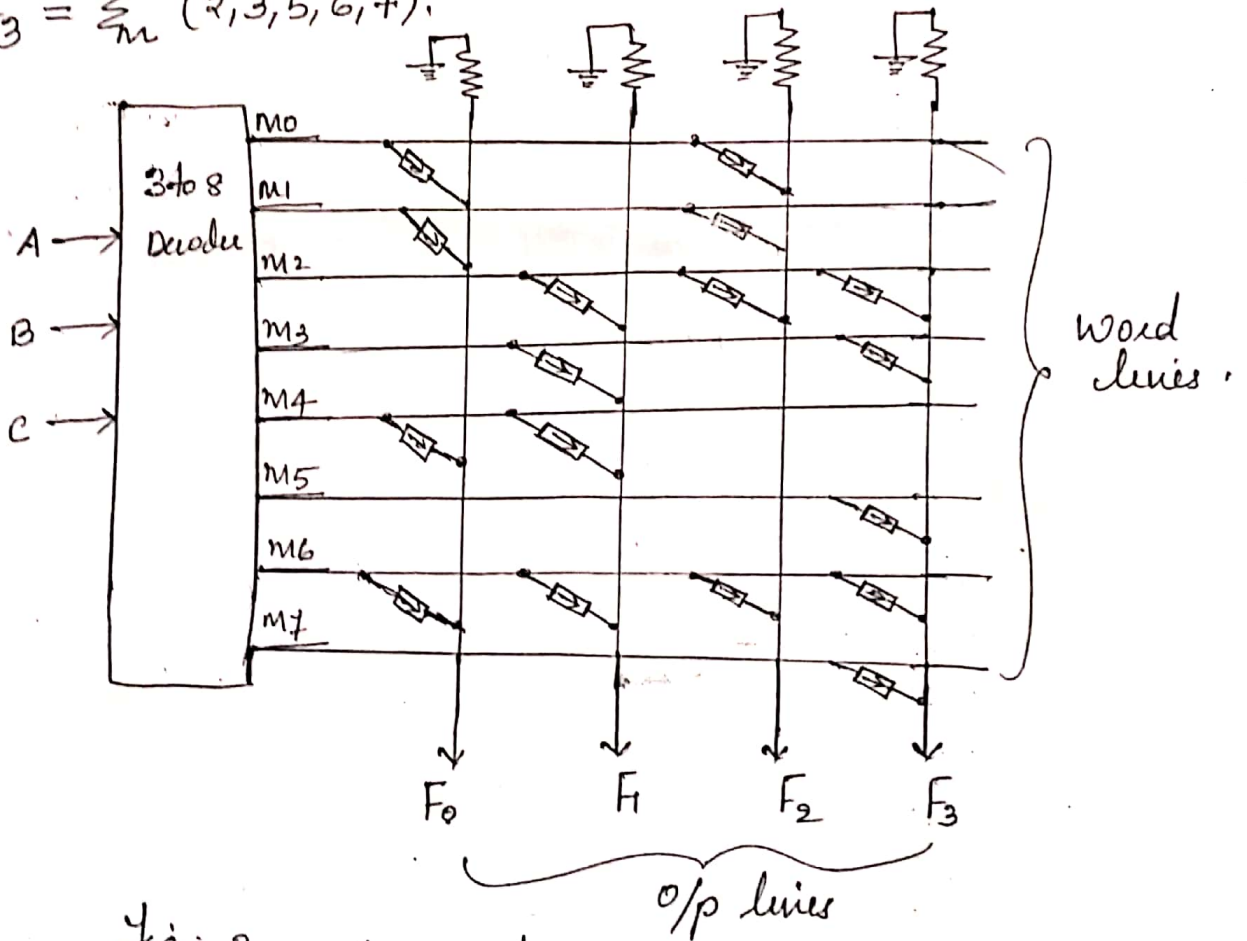 3 = Σm (2,3,5,6,7).
M0
3 to 8
M1
A
Decoder
M2
B
M3
Word
lines.
M4
C
M5
M6
M7
F0
F1
F2
F3
O/p lines